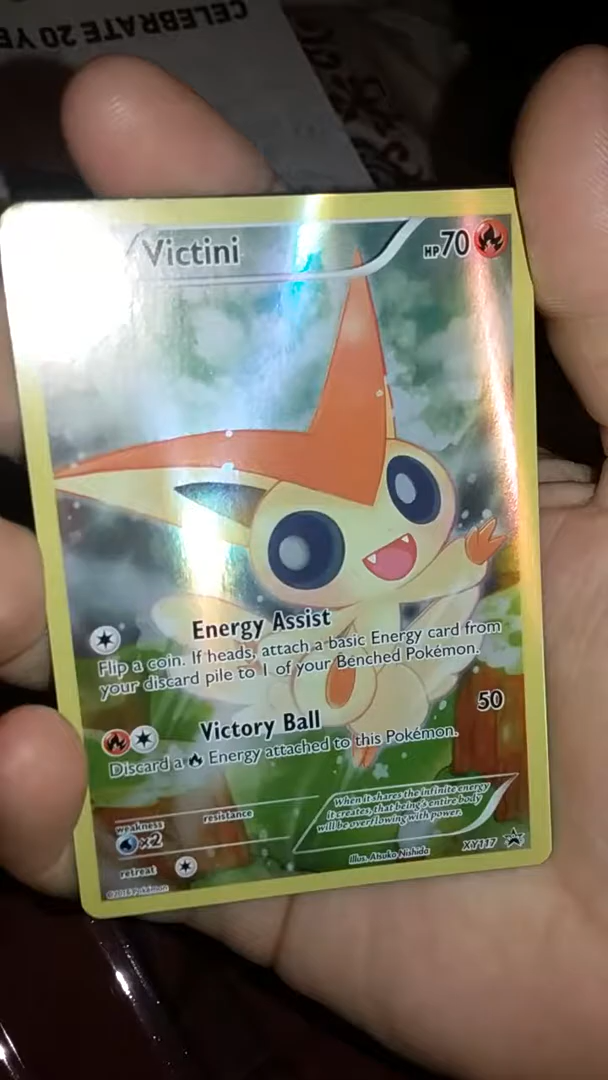 CELEBRATE 20 YE
Victini
HP70
Energy Assist
Flip a coin. If heads, attach a basic Energy card from
your discard pile to 1 of your Benched Pokémon.
Victory Ball 50
Discard a Energy attached to this Pokémon.
weakness resistance
×2
When it shares the infinite energy
it creates, that being's entire body
will be overflowing with power.
retreat
Illus. Atsuko Nishida
XY117
©2016 Pokémon